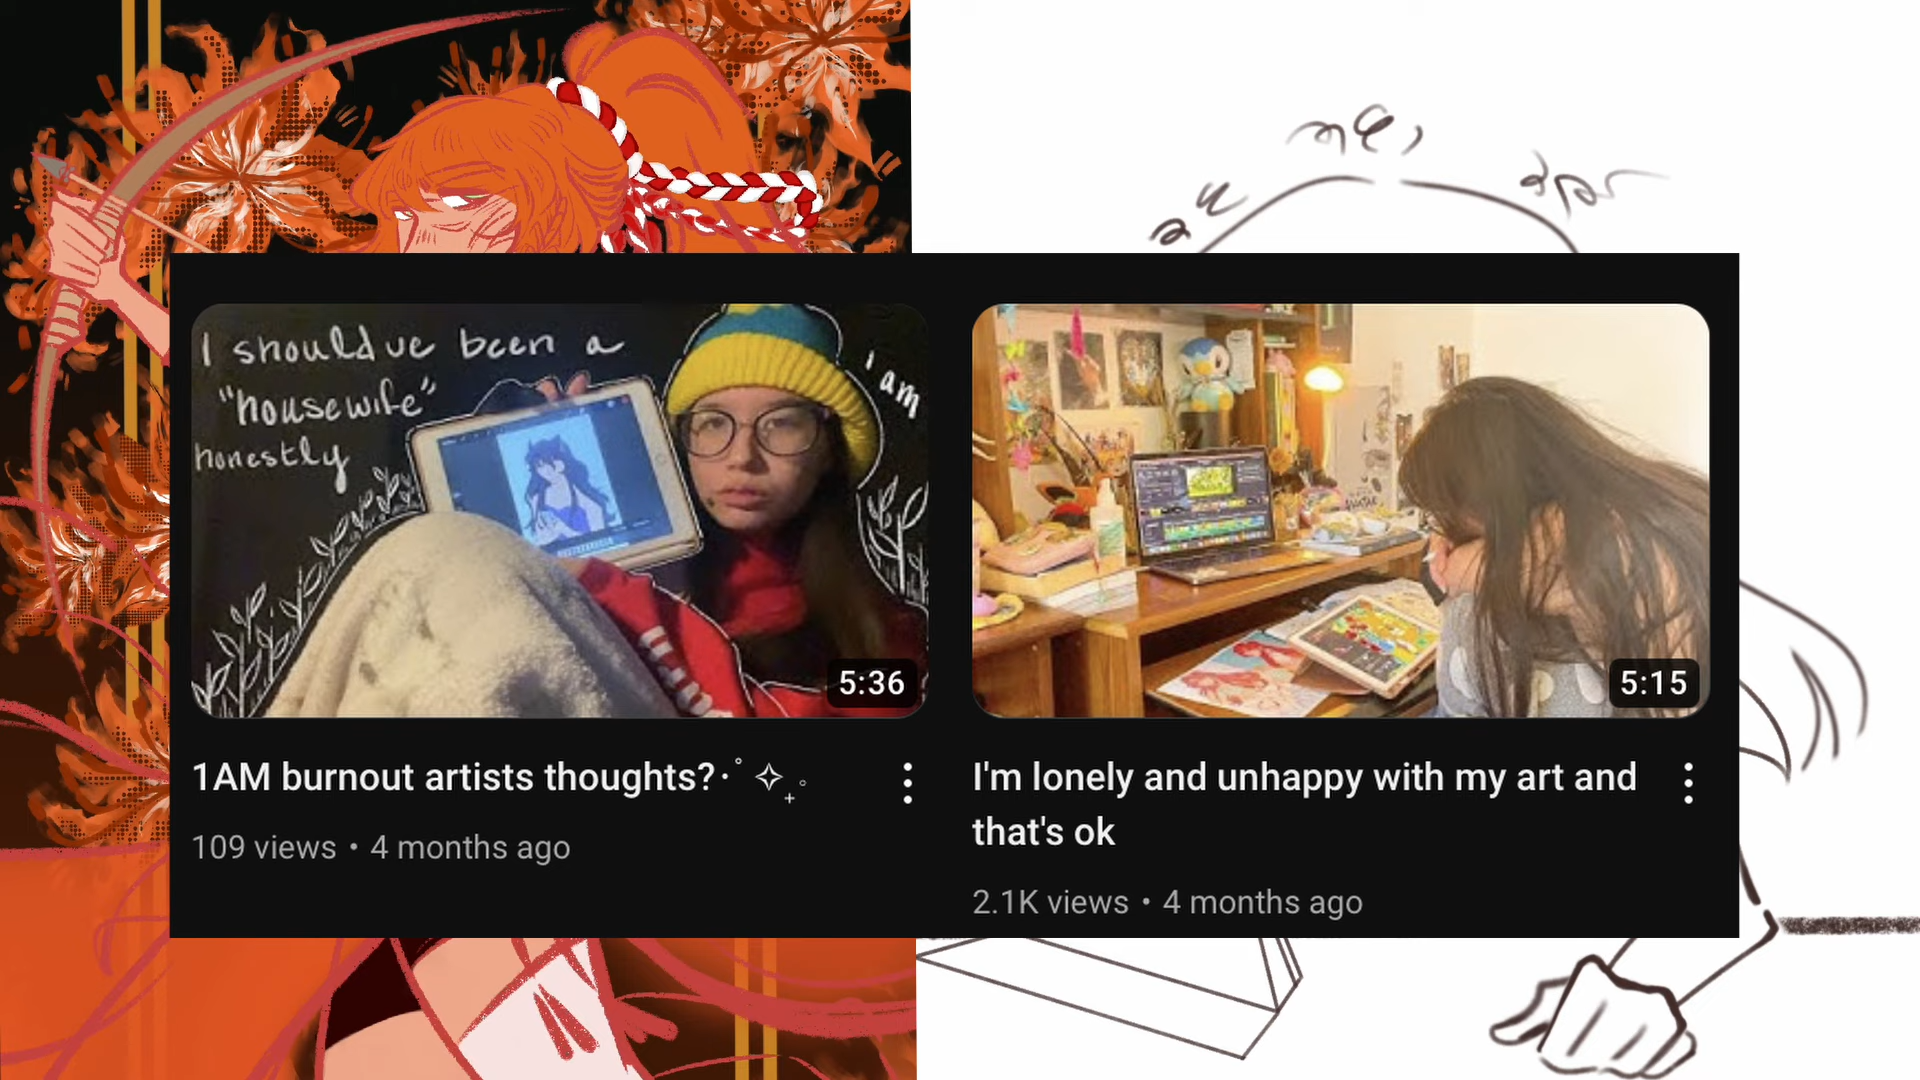 I should've been a
"housewife"
honestly
i am
5:36
5:15
1AM burnout artists thoughts?‧˚ ✧₊◦
109 views • 4 months ago
I'm lonely and unhappy with my art and
that's ok
2.1K views • 4 months ago